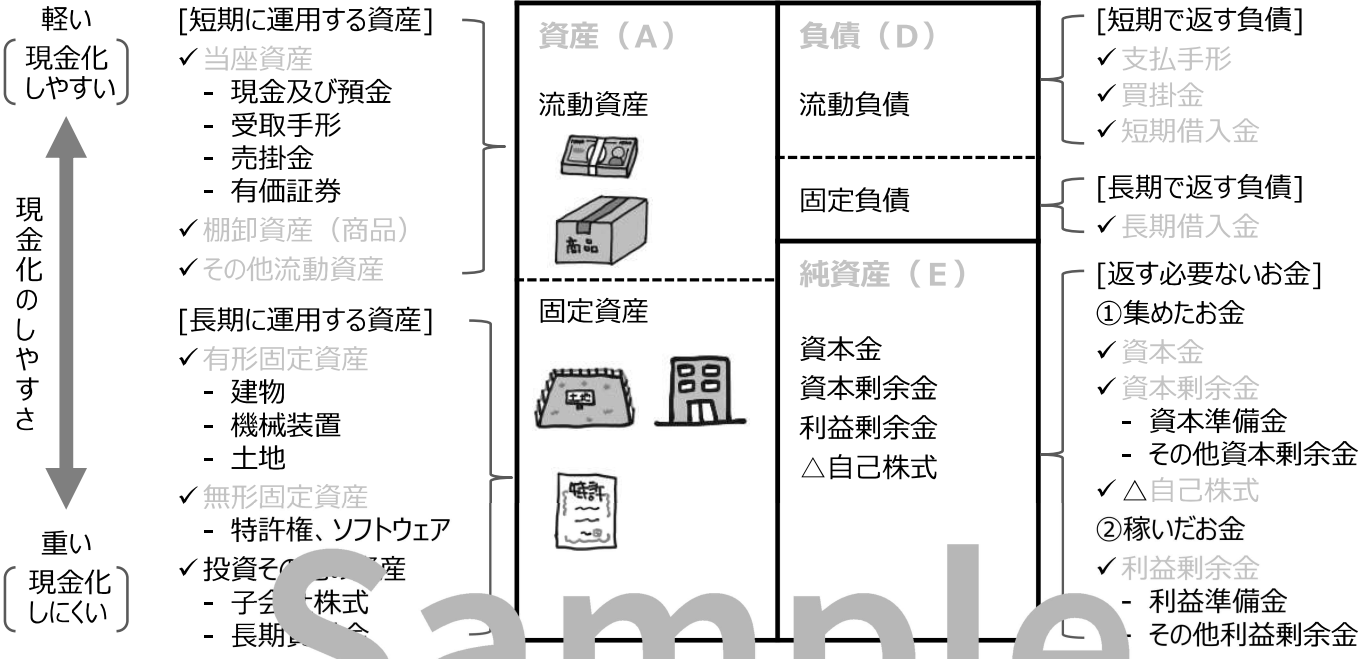 軽い
現金化
しやすい
現金化のしやすさ
重い
現金化
しにくい
[短期に運用する資産]
✓当座資産
- 現金及び預金
- 受取手形
- 売掛金
- 有価証券
✓棚卸資産（商品）
✓その他流動資産
[長期に運用する資産]
✓有形固定資産
- 建物
- 機械装置
- 土地
✓無形固定資産
- 特許権、ソフトウェア
✓投資そ
産
- 子会
株式
- 長期
資産（A）
流動資産
商品
固定資産
土地
特許
負債（D）
流動負債
固定負債
純資産（E）
資本金
資本剰余金
利益剰余金
△自己株式
[短期で返す負債]
✓支払手形
✓買掛金
✓短期借入金
[長期で返す負債]
✓長期借入金
[返す必要ないお金]
①集めたお金
✓資本金
✓資本剰余金
- 資本準備金
- その他資本剰余金
✓△自己株式
②稼いだお金
✓利益剰余金
- 利益準備金
- その他利益剰余金
Sample